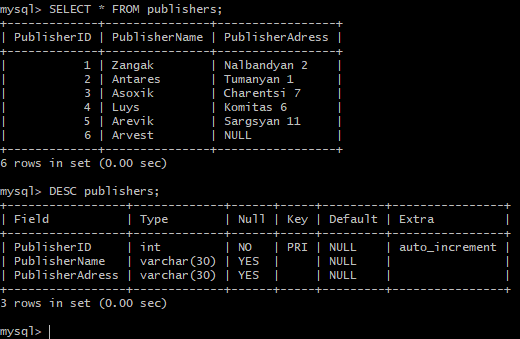 mysql> SELECT * FROM publishers;
+-------------+---------------+-----------------+
| PublisherID | PublisherName | PublisherAdress |
+-------------+---------------+-----------------+
|           1 | Zangak        | Nalbandyan 2    |
|           2 | Antares       | Tumanyan 1      |
|           3 | Asoxik        | Charentsi 7     |
|           4 | Luys          | Komitas 6       |
|           5 | Arevik        | Sargsyan 11     |
|           6 | Arvest        | NULL            |
+-------------+---------------+-----------------+
6 rows in set (0.00 sec)

mysql> DESC publishers;
+-----------------+-------------+------+-----+---------+----------------+
| Field           | Type        | Null | Key | Default | Extra          |
+-----------------+-------------+------+-----+---------+----------------+
| PublisherID     | int         | NO   | PRI | NULL    | auto_increment |
| PublisherName   | varchar(30) | YES  |     | NULL    |                |
| PublisherAdress | varchar(30) | YES  |     | NULL    |                |
+-----------------+-------------+------+-----+---------+----------------+
3 rows in set (0.00 sec)

mysql>